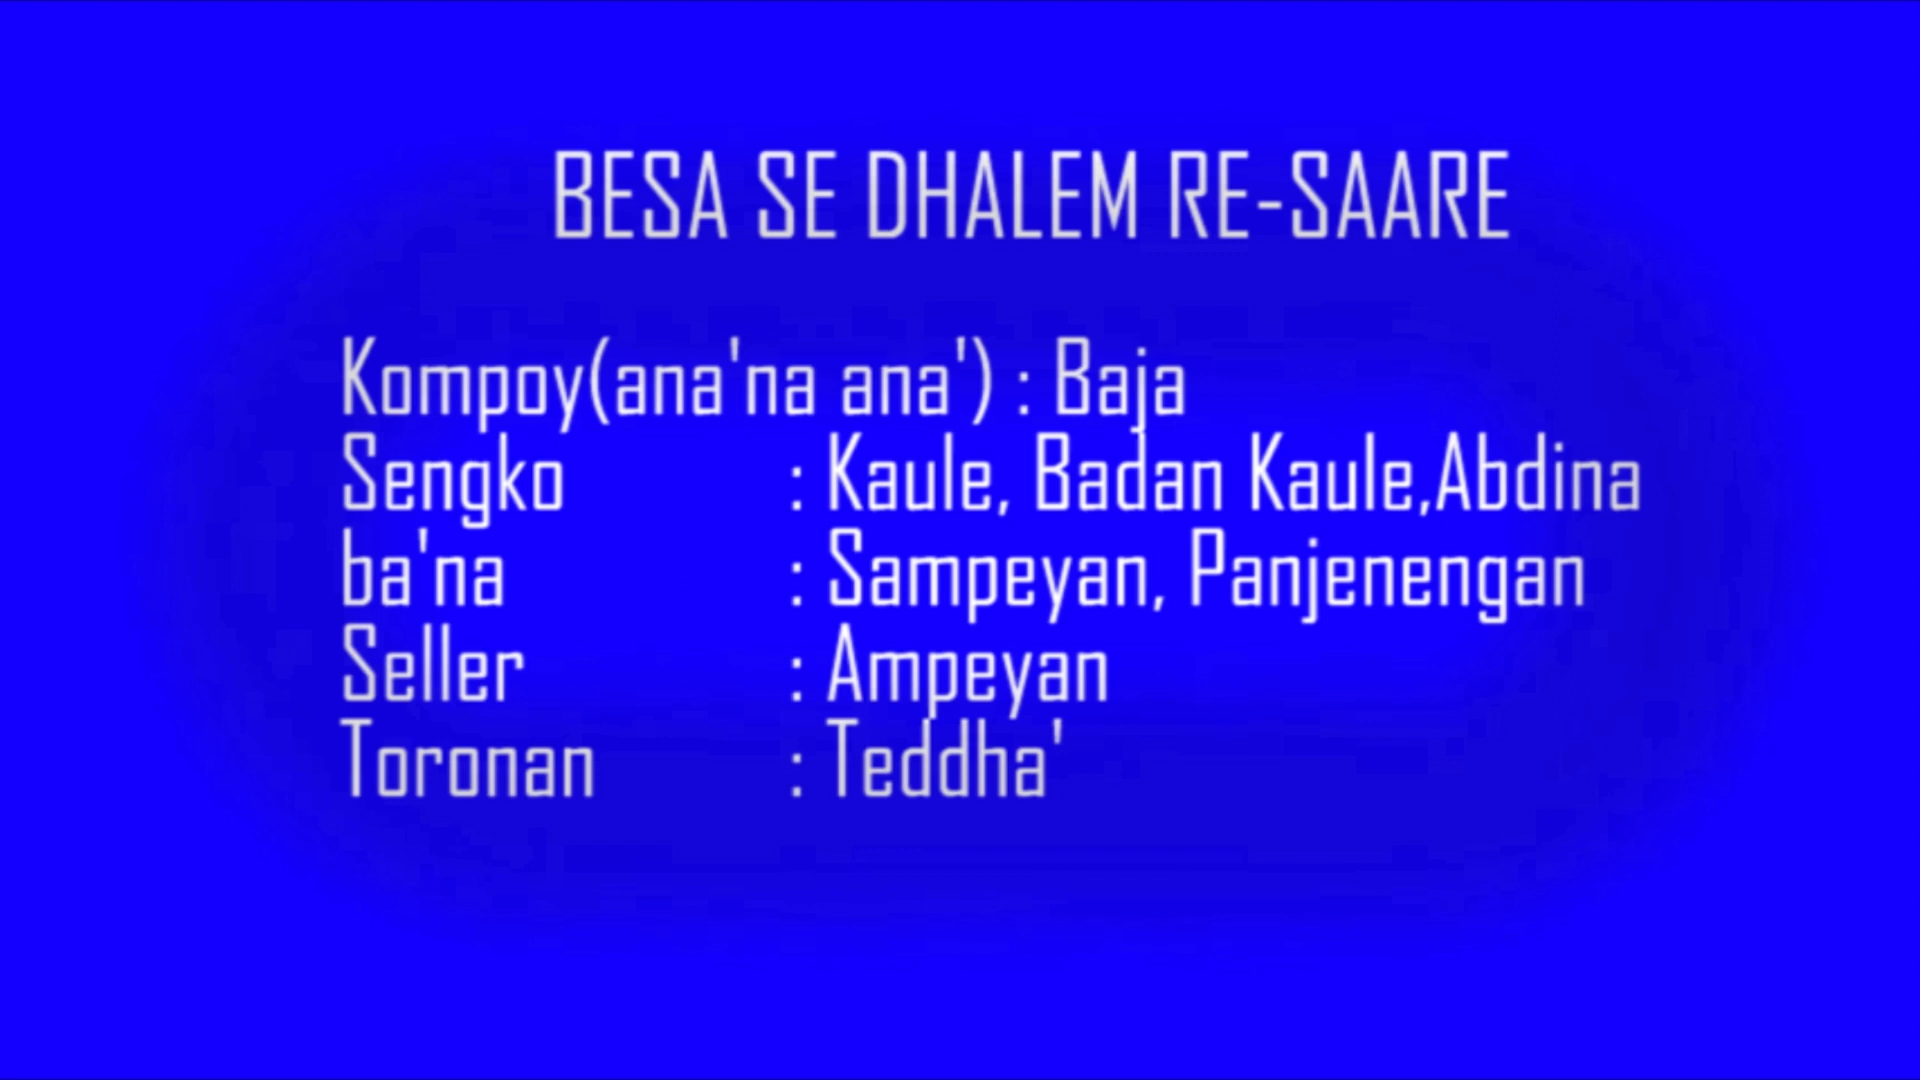 BESA SE DHALEM RE-SAARE
Kompoy(ana'na ana') : Baja
Sengko : Kaule, Badan Kaule,Abdina
ba'na : Sampeyan, Panjenengan
Seller : Ampeyan
Toronan : Teddha'